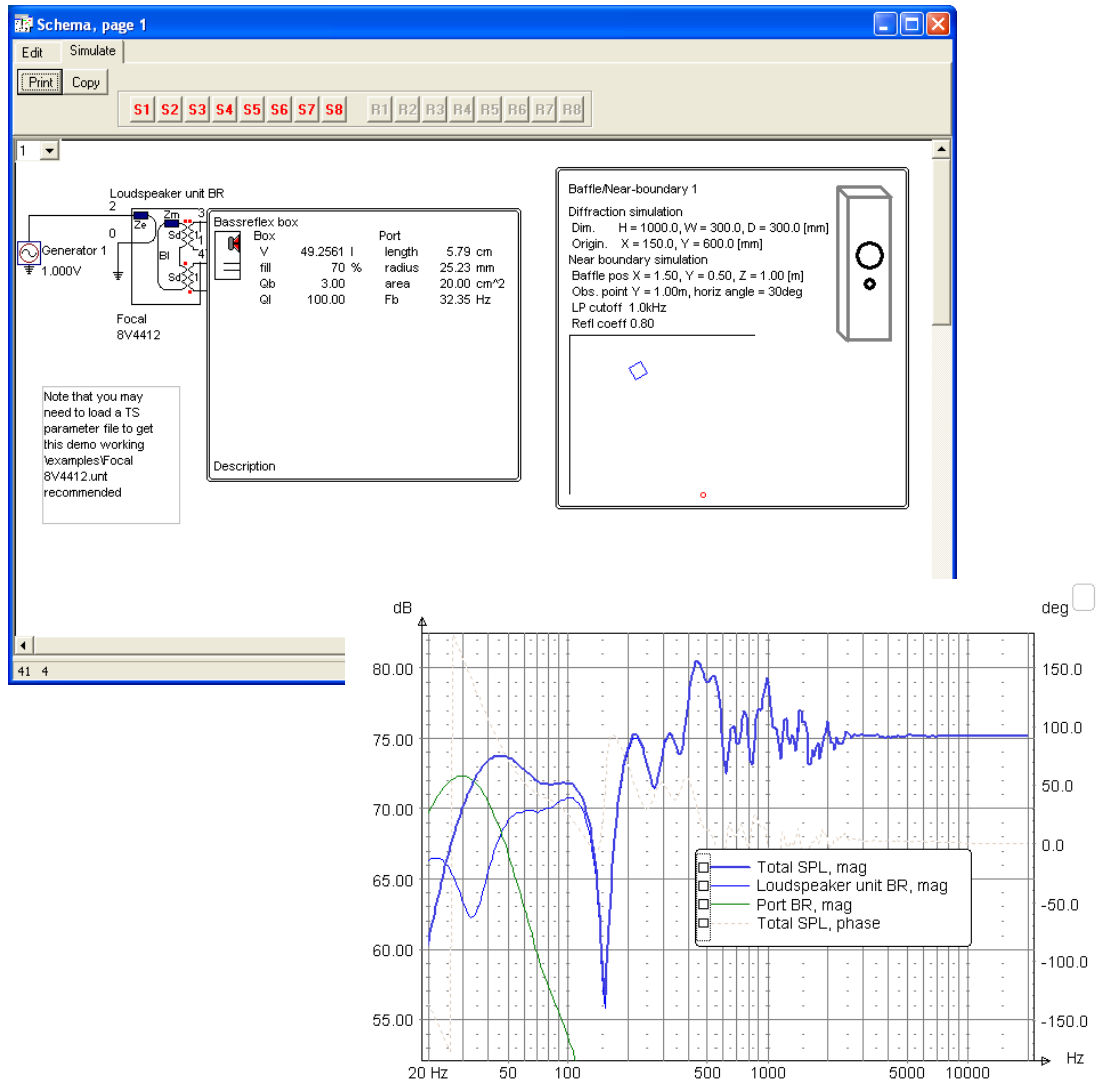 Schema, page 1
Edit Simulate
Print Copy
S1 S2 S3 S4 S5 S6 S7 S8 R1 R2 R3 R4 R5 R6 R7 R8
1
Loudspeaker unit BR
2
0
Ze
Zm
3
Sd
1
1
Bl
4
Sd
1
Generator 1
1.000V
Focal
8V4412
Bassreflex box
Box Port
V 49.2561 l length 5.79 cm
fill 70 % radius 25.23 mm
Qb 3.00 area 20.00 cm^2
Ql 100.00 Fb 32.35 Hz
Description
Baffle/Near-boundary 1
Diffraction simulation
Dim. H = 1000.0, W = 300.0, D = 300.0 [mm]
Origin. X = 150.0, Y = 600.0 [mm]
Near boundary simulation
Baffle pos X = 1.50, Y = 0.50, Z = 1.00 [m]
Obs. point Y = 1.00m, horiz angle = 30deg
LP cutoff 1.0kHz
Refl coeff 0.80
Note that you may
need to load a TS
parameter file to get
this demo working
\examples\Focal
8V4412.unt
recommended
41 4
dB
deg
80.00
75.00
70.00
65.00
60.00
55.00
150.0
100.0
50.0
0.0
-50.0
-100.0
-150.0
Total SPL, mag
Loudspeaker unit BR, mag
Port BR, mag
Total SPL, phase
20 Hz 50 100 500 1000 5000 10000 Hz